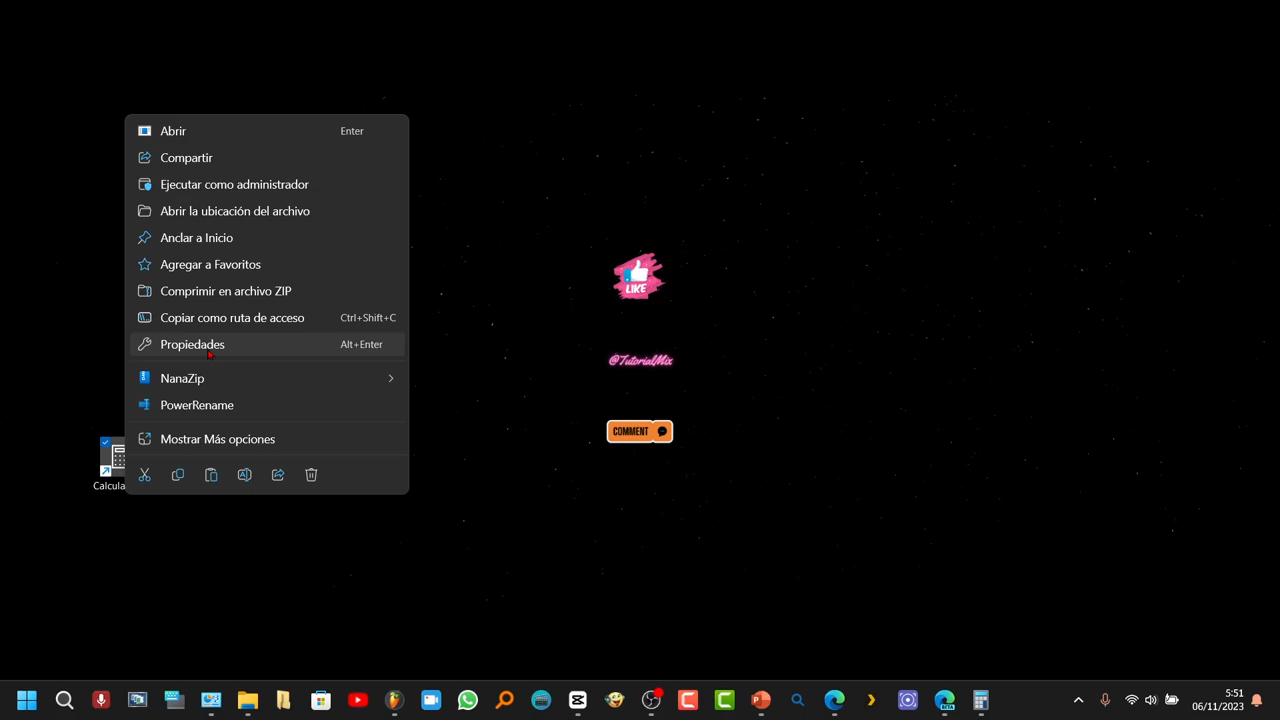 Abrir Enter
Compartir
Ejecutar como administrador
Abrir la ubicación del archivo
Anclar a Inicio
Agregar a Favoritos
Comprimir en archivo ZIP
Copiar como ruta de acceso Ctrl+Shift+C
Propiedades Alt+Enter
NanaZip
PowerRename
Mostrar Más opciones
Calcula
LIKE
@TutorialMix
COMMENT
5:51
06/11/2023